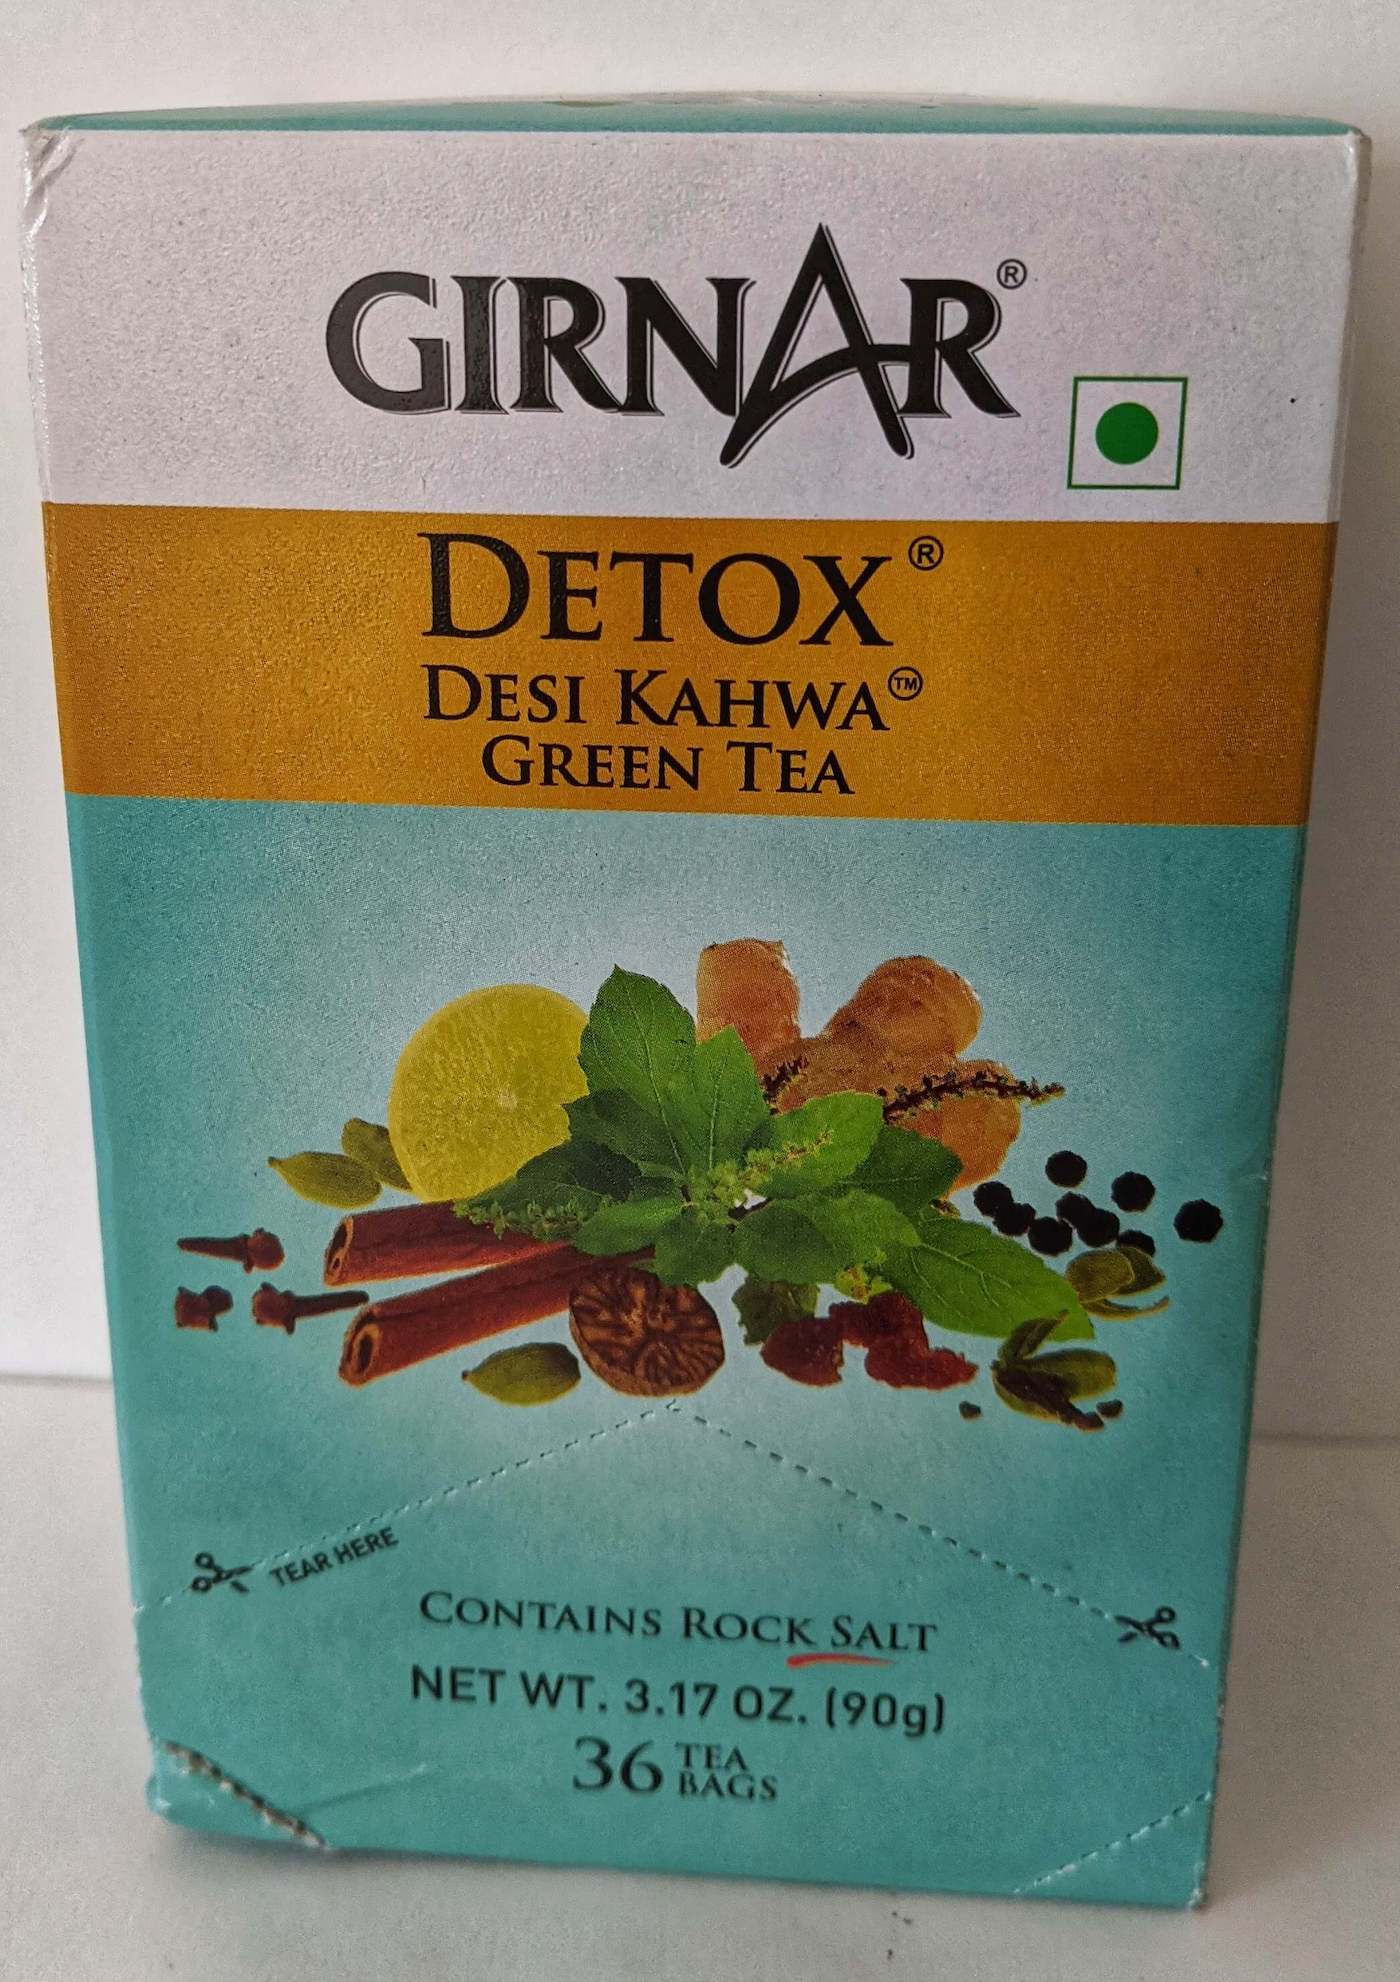 GIRNAR®
DETOX®
DESI KAHWA™
GREEN TEA
TEAR HERE
CONTAINS ROCK SALT
NET WT. 3.17 OZ. (90g)
36 TEA BAGS